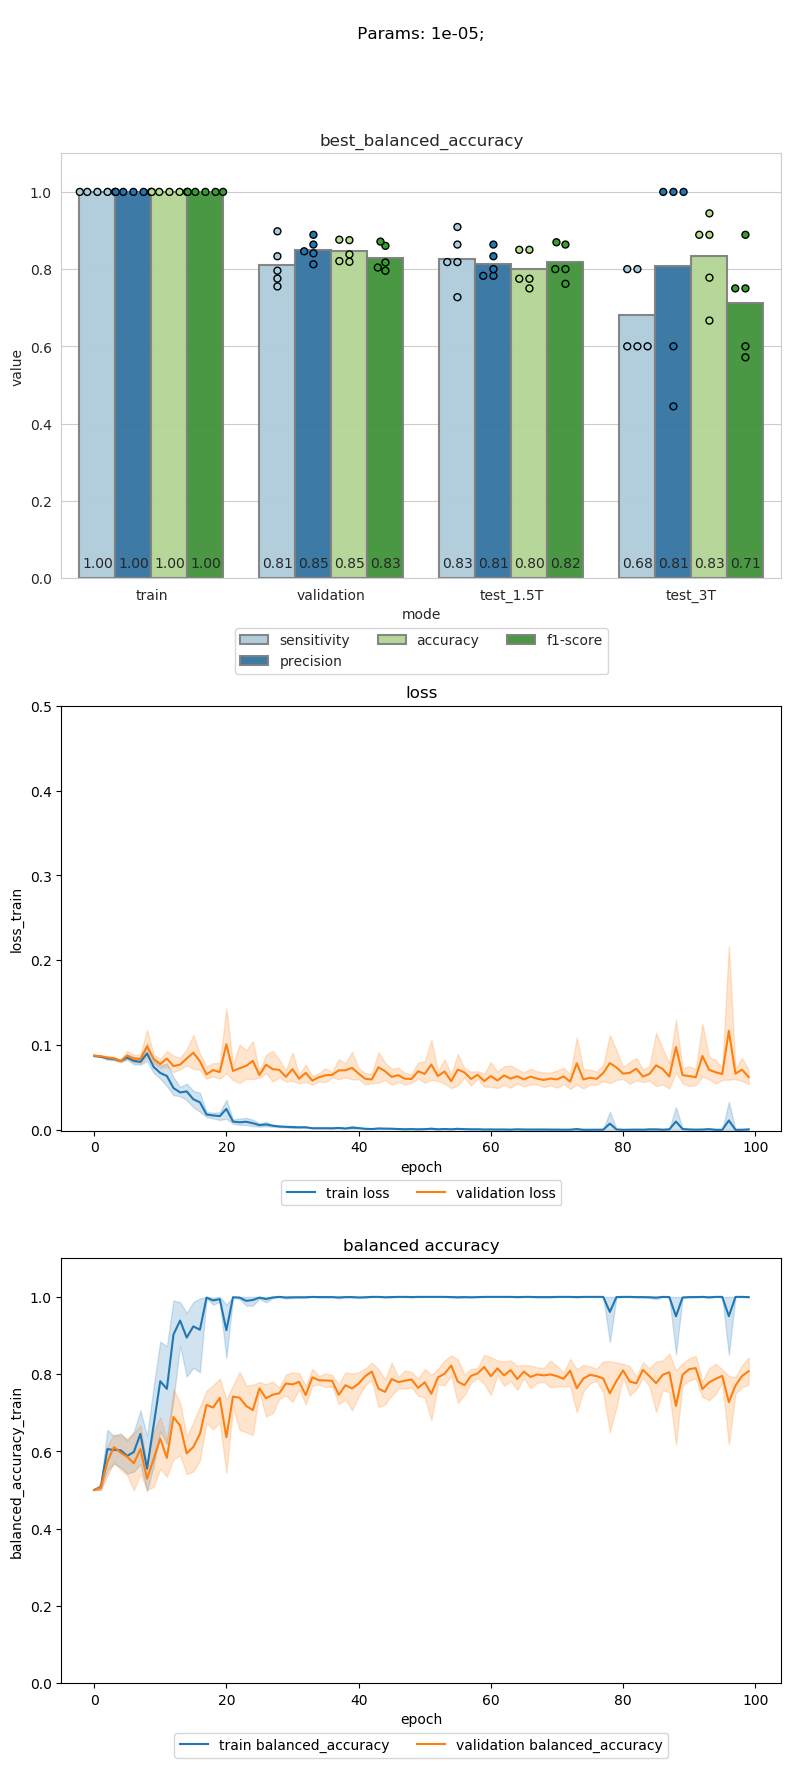 Params: 1e-05;
best_balanced_accuracy
value
1.0
0.8
0.6
0.4
0.2
0.0
1.00 1.00 1.00 1.00 0.81 0.85 0.85 0.83 0.83 0.81 0.80 0.82 0.68 0.81 0.83 0.71
train validation test_1.5T test_3T
mode
sensitivity accuracy f1-score
precision
loss
loss_train
0.5
0.4
0.3
0.2
0.1
0.0
0 20 40 60 80 100
epoch
train loss validation loss
balanced accuracy
balanced_accuracy_train
1.0
0.8
0.6
0.4
0.2
0.0
0 20 40 60 80 100
epoch
train balanced_accuracy validation balanced_accuracy